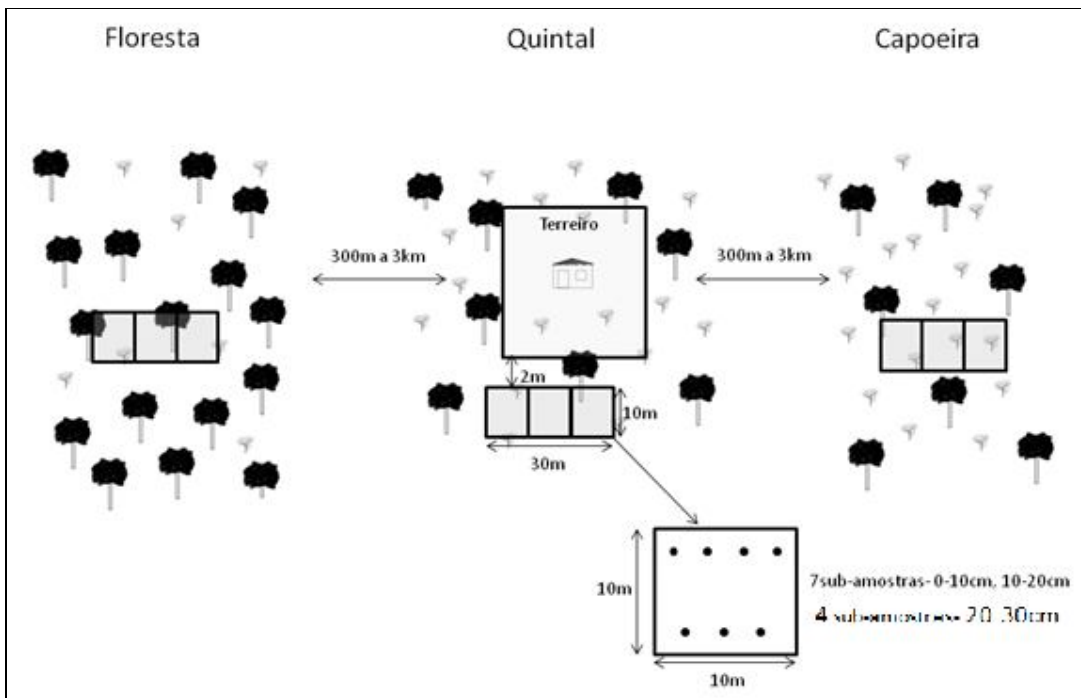 Floresta
Quintal
Capoeira
Terreiro
300m a 3km
300m a 3km
2m
10m
30m
10m
7sub-amostras- 0-10cm, 10-20cm
4 sub-amostras- 20-30cm
10m